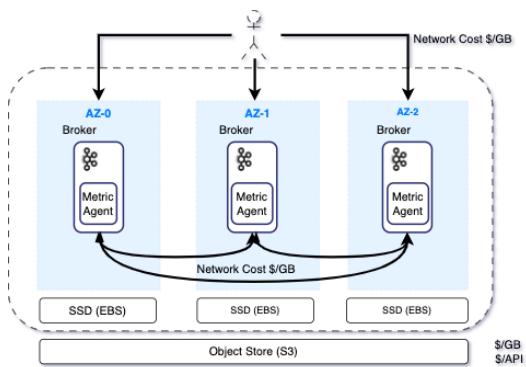 Network Cost $/GB
AZ-0
AZ-1
AZ-2
Broker
Broker
Broker
Metric
Agent
Metric
Agent
Metric
Agent
Network Cost $/GB
SSD (EBS)
SSD (EBS)
SSD (EBS)
Object Store (S3)
$/GB
$/API